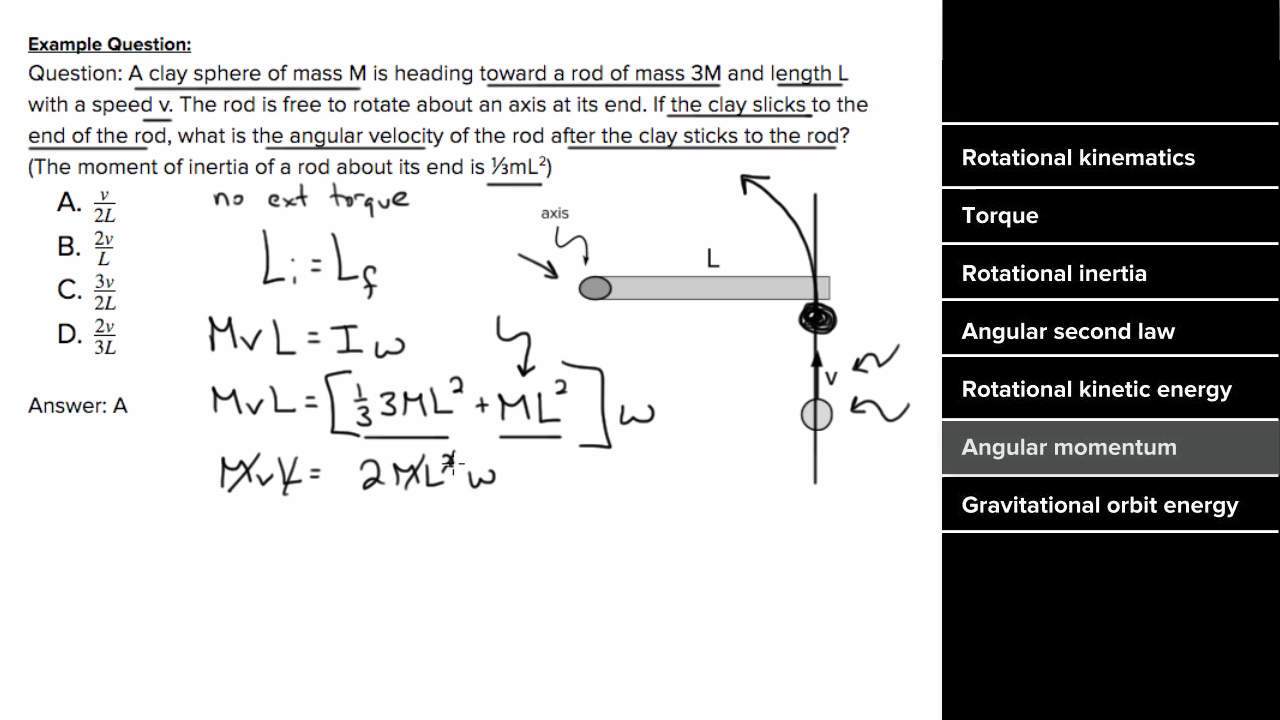 Example Question:
Question: A clay sphere of mass M is heading toward a rod of mass 3M and length L
with a speed v. The rod is free to rotate about an axis at its end. If the clay slicks to the
end of the rod, what is the angular velocity of the rod after the clay sticks to the rod?
(The moment of inertia of a rod about its end is ⅓mL²)
A. v/2L
B. 2v/L
C. 3v/2L
D. 2v/3L
Answer: A
no ext torque
Lᵢ = L_f
MvL = Iω
MvL = [⅓ 3ML² + ML²] ω
MvL = 2ML²ω
axis
L
v
Rotational kinematics
Torque
Rotational inertia
Angular second law
Rotational kinetic energy
Angular momentum
Gravitational orbit energy